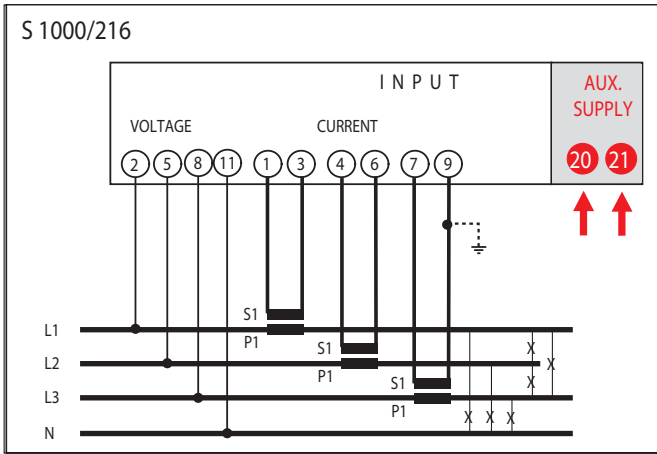 S 1000/216
INPUT
AUX.
SUPPLY
VOLTAGE
CURRENT
2 5 8 11 1 3 4 6 7 9 20 21
S1
L1
P1
S1
L2
P1
S1
L3
P1
N
X
X
X
X X X